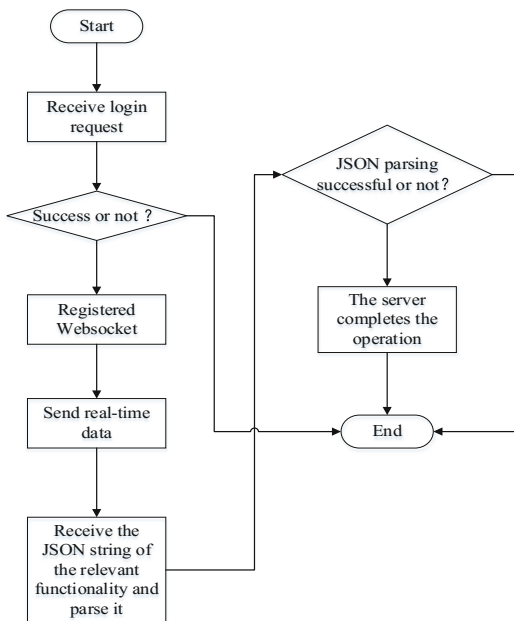 Start
Receive login
request
Success or not ?
Registered
Websocket
Send real-time
data
Receive the
JSON string of
the relevant
functionality and
parse it
JSON parsing
successful or not?
The server
completes the
operation
End